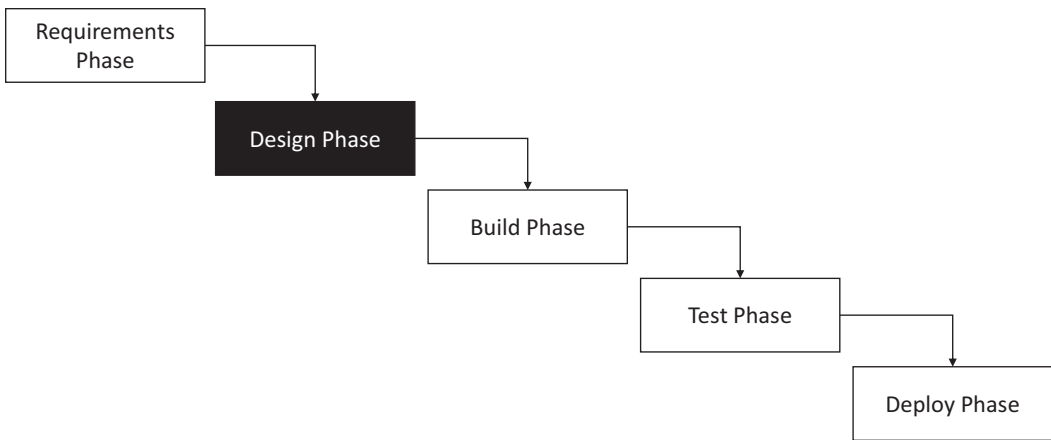 Requirements
Phase
Design Phase
Build Phase
Test Phase
Deploy Phase